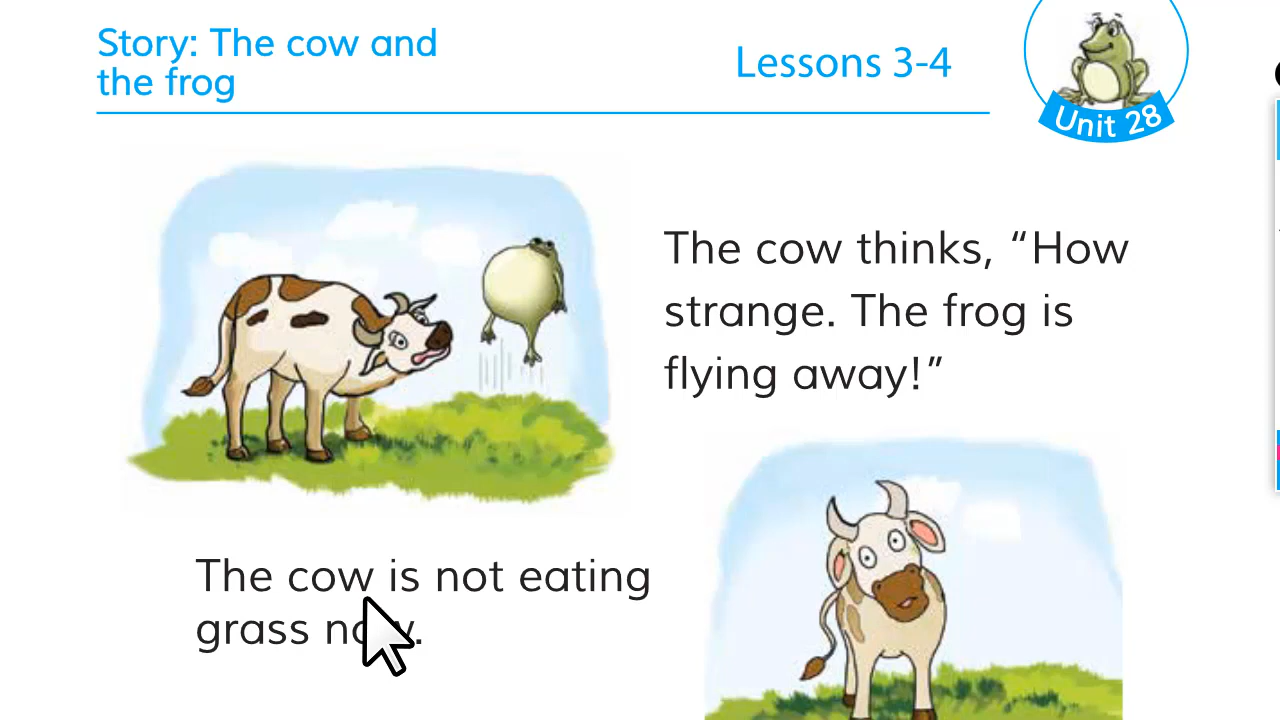 Story: The cow and
the frog
Lessons 3-4
Unit 28
The cow thinks, “How
strange. The frog is
flying away!”
The cow is not eating
grass now.